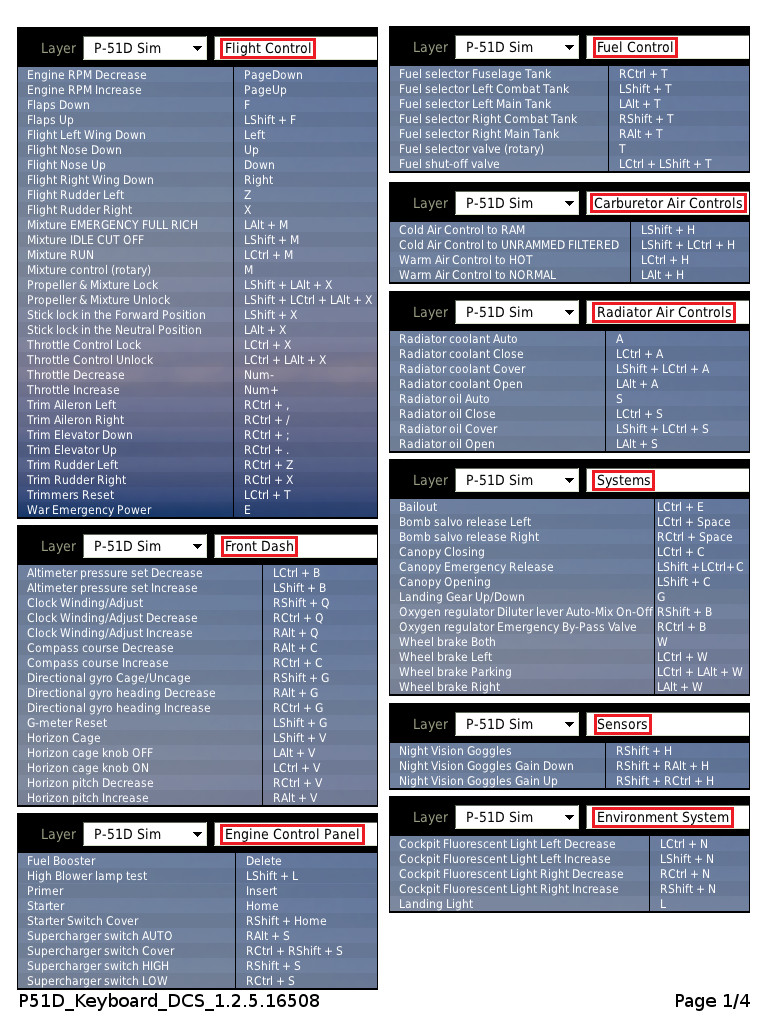 Layer P-51D Sim Flight Control
Engine RPM Decrease PageDown
Engine RPM Increase PageUp
Flaps Down F
Flaps Up LShift + F
Flight Left Wing Down Left
Flight Nose Down Up
Flight Nose Up Down
Flight Right Wing Down Right
Flight Rudder Left Z
Flight Rudder Right X
Mixture EMERGENCY FULL RICH LAlt + M
Mixture IDLE CUT OFF LShift + M
Mixture RUN LCtrl + M
Mixture control (rotary) M
Propeller & Mixture Lock LShift + LAlt + X
Propeller & Mixture Unlock LShift + LCtrl + LAlt + X
Stick lock in the Forward Position LShift + X
Stick lock in the Neutral Position LAlt + X
Throttle Control Lock LCtrl + X
Throttle Control Unlock LCtrl + LAlt + X
Throttle Decrease Num-
Throttle Increase Num+
Trim Aileron Left RCtrl + ,
Trim Aileron Right RCtrl + /
Trim Elevator Down RCtrl + ;
Trim Elevator Up RCtrl + .
Trim Rudder Left RCtrl + Z
Trim Rudder Right RCtrl + X
Trimmers Reset LCtrl + T
War Emergency Power E
Layer P-51D Sim Front Dash
Altimeter pressure set Decrease LCtrl + B
Altimeter pressure set Increase LShift + B
Clock Winding/Adjust RShift + Q
Clock Winding/Adjust Decrease RCtrl + Q
Clock Winding/Adjust Increase RAlt + Q
Compass course Decrease RAlt + C
Compass course Increase RCtrl + C
Directional gyro Cage/Uncage RShift + G
Directional gyro heading Decrease RAlt + G
Directional gyro heading Increase RCtrl + G
G-meter Reset LShift + G
Horizon Cage LShift + V
Horizon cage knob OFF LAlt + V
Horizon cage knob ON LCtrl + V
Horizon pitch Decrease RCtrl + V
Horizon pitch Increase RAlt + V
Layer P-51D Sim Engine Control Panel
Fuel Booster Delete
High Blower lamp test LShift + L
Primer Insert
Starter Home
Starter Switch Cover RShift + Home
Supercharger switch AUTO RAlt + S
Supercharger switch Cover RCtrl + RShift + S
Supercharger switch HIGH RShift + S
Supercharger switch LOW RCtrl + S
Layer P-51D Sim Fuel Control
Fuel selector Fuselage Tank RCtrl + T
Fuel selector Left Combat Tank LShift + T
Fuel selector Left Main Tank LAlt + T
Fuel selector Right Combat Tank RShift + T
Fuel selector Right Main Tank RAlt + T
Fuel selector valve (rotary) T
Fuel shut-off valve LCtrl + LShift + T
Layer P-51D Sim Carburetor Air Controls
Cold Air Control to RAM LShift + H
Cold Air Control to UNRAMMED FILTERED LShift + LCtrl + H
Warm Air Control to HOT LCtrl + H
Warm Air Control to NORMAL LAlt + H
Layer P-51D Sim Radiator Air Controls
Radiator coolant Auto A
Radiator coolant Close LCtrl + A
Radiator coolant Cover LShift + LCtrl + A
Radiator coolant Open LAlt + A
Radiator oil Auto S
Radiator oil Close LCtrl + S
Radiator oil Cover LShift + LCtrl + S
Radiator oil Open LAlt + S
Layer P-51D Sim Systems
Bailout LCtrl + E
Bomb salvo release Left LCtrl + Space
Bomb salvo release Right RCtrl + Space
Canopy Closing LCtrl + C
Canopy Emergency Release LShift +LCtrl+C
Canopy Opening LShift + C
Landing Gear Up/Down G
Oxygen regulator Diluter lever Auto-Mix On-Off RShift + B
Oxygen regulator Emergency By-Pass Valve RCtrl + B
Wheel brake Both W
Wheel brake Left LCtrl + W
Wheel brake Parking LCtrl + LAlt + W
Wheel brake Right LAlt + W
Layer P-51D Sim Sensors
Night Vision Goggles RShift + H
Night Vision Goggles Gain Down RShift + RAlt + H
Night Vision Goggles Gain Up RShift + RCtrl + H
Layer P-51D Sim Environment System
Cockpit Fluorescent Light Left Decrease LCtrl + N
Cockpit Fluorescent Light Left Increase LShift + N
Cockpit Fluorescent Light Right Decrease RCtrl + N
Cockpit Fluorescent Light Right Increase RShift + N
Landing Light L
P51D_Keyboard_DCS_1.2.5.16508 Page 1/4